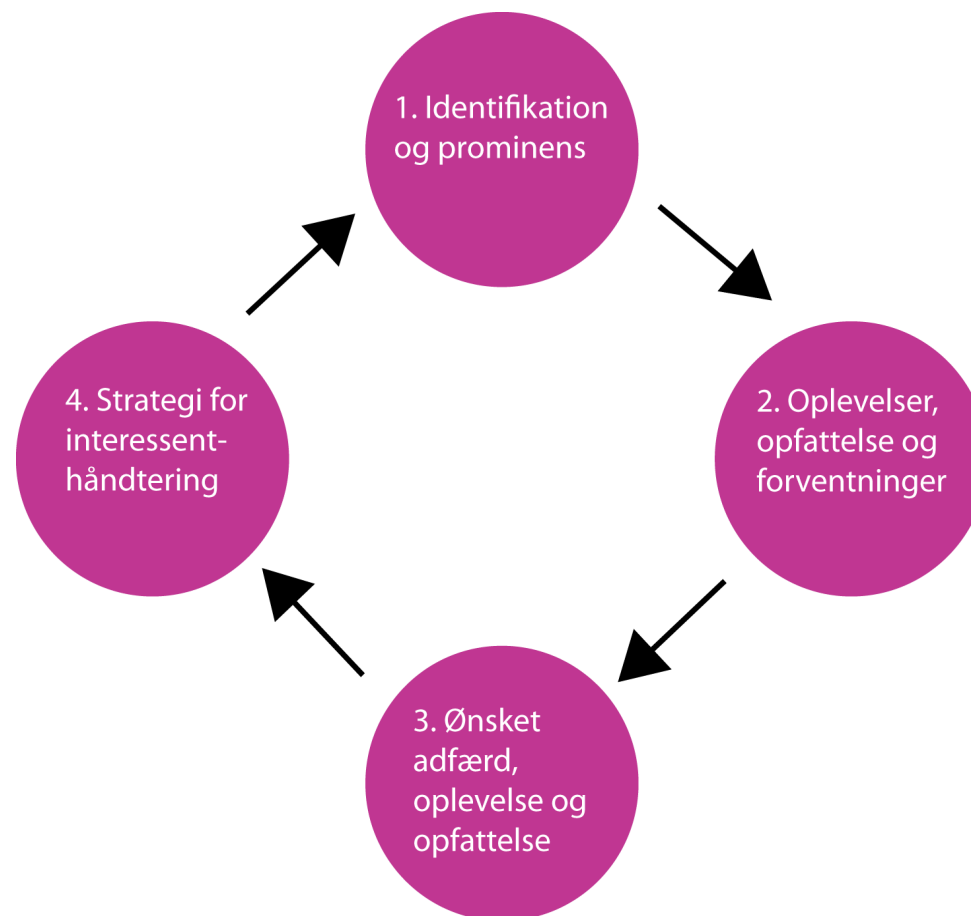 1. Identifikation
og prominens
2. Oplevelser,
opfattelse og
forventninger
3. Ønsket
adfærd,
oplevelse og
opfattelse
4. Strategi for
interessent-
håndtering